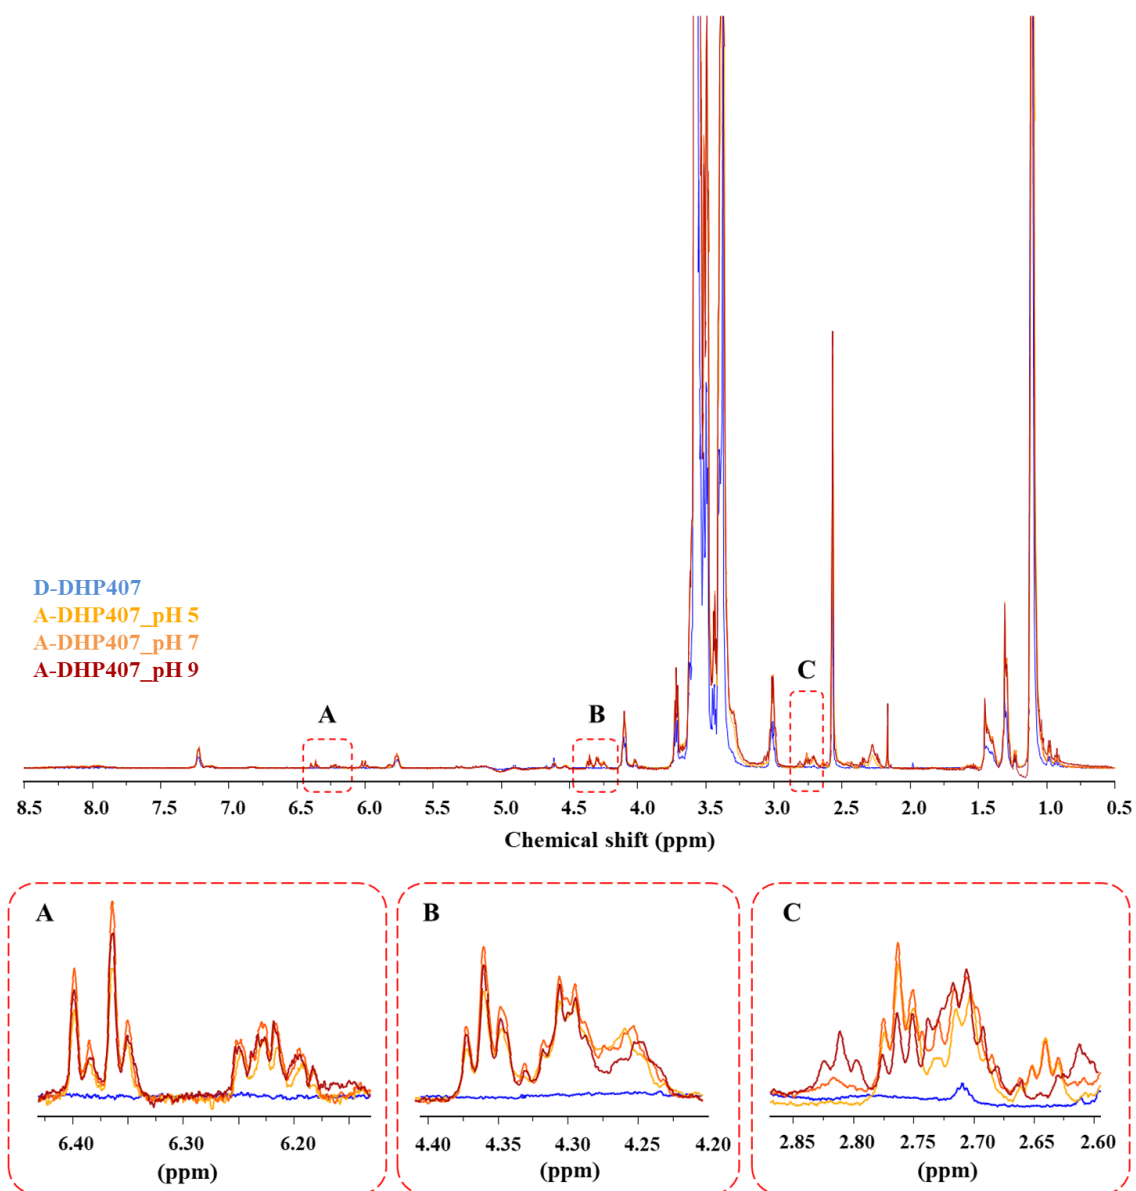 D-DHP407
A-DHP407_pH 5
A-DHP407_pH 7
A-DHP407_pH 9
A
B
C
8.5 8.0 7.5 7.0 6.5 6.0 5.5 5.0 4.5 4.0 3.5 3.0 2.5 2.0 1.5 1.0 0.5
Chemical shift (ppm)
A
6.40 6.30 6.20
(ppm)
B
4.40 4.35 4.30 4.25 4.20
(ppm)
C
2.85 2.80 2.75 2.70 2.65 2.60
(ppm)